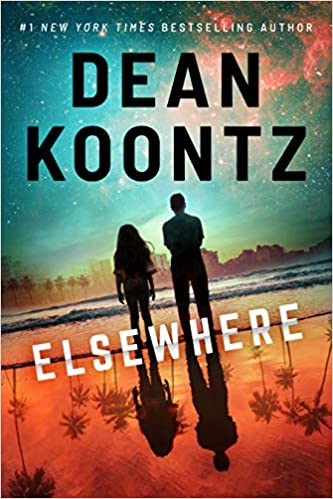 #1 NEW YORK TIMES BESTSELLING AUTHOR
DEAN
KOONTZ
ELSEWHERE